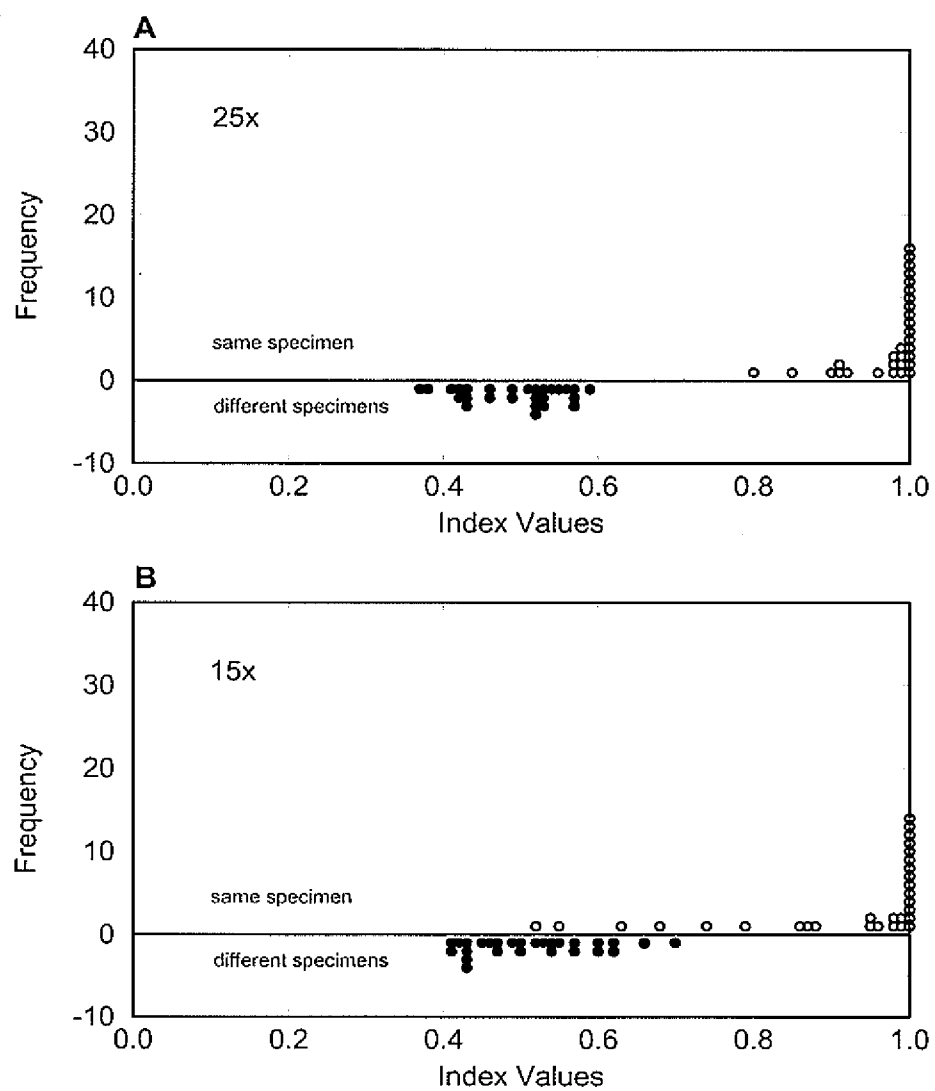 A
40
25x
30
20
Frequency
10
same specimen
0
different specimens
-10
0.0 0.2 0.4 0.6 0.8 1.0
Index Values
B
40
15x
30
20
Frequency
10
same specimen
0
different specimens
-10
0.0 0.2 0.4 0.6 0.8 1.0
Index Values